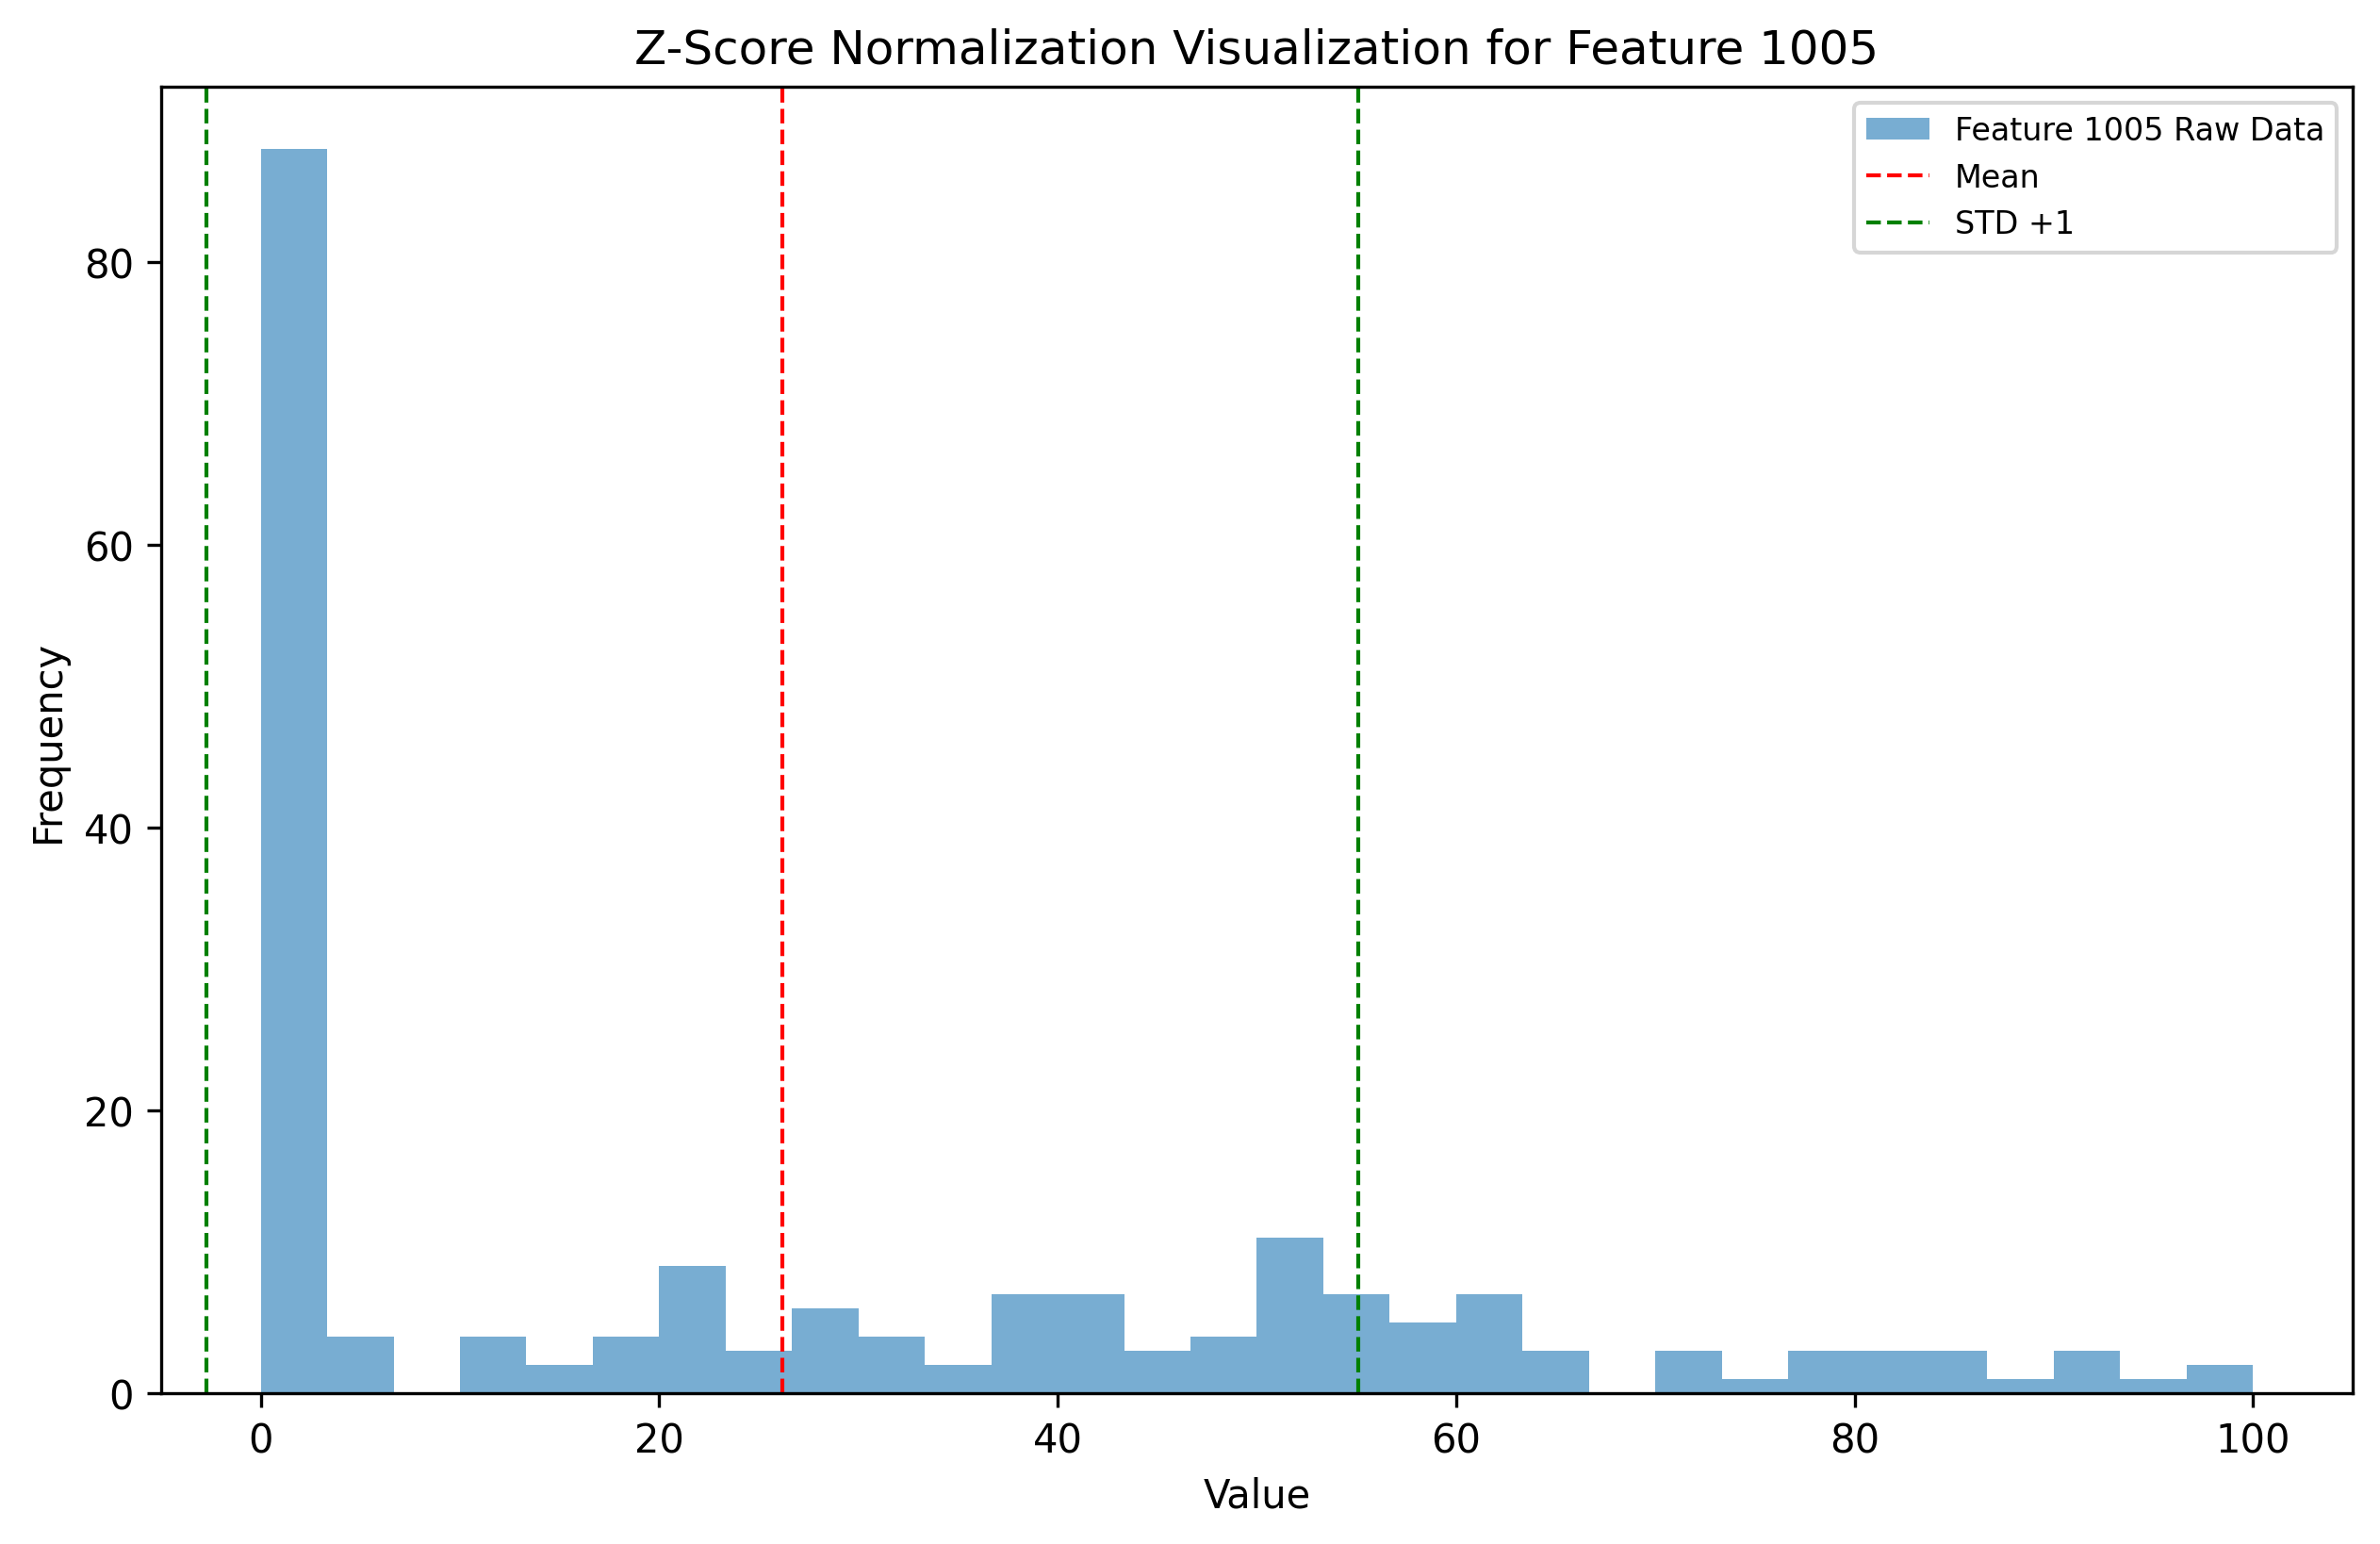 Z-Score Normalization Visualization for Feature 1005
Feature 1005 Raw Data
Mean
STD +1
Frequency
80
60
40
20
0
0 20 40 60 80 100
Value